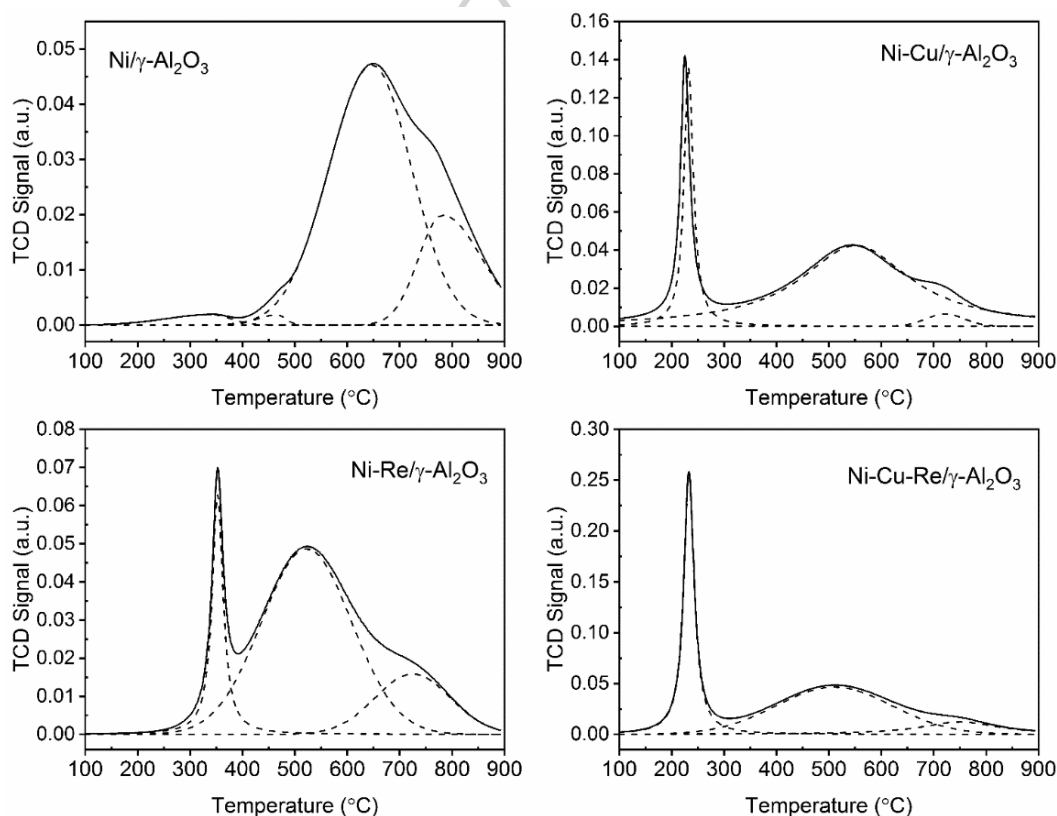 Ni/γ-Al2O3
TCD Signal (a.u.)
0.05
0.04
0.03
0.02
0.01
0.00
100 200 300 400 500 600 700 800 900
Temperature (°C)
Ni-Cu/γ-Al2O3
TCD Signal (a.u.)
0.16
0.14
0.12
0.10
0.08
0.06
0.04
0.02
0.00
100 200 300 400 500 600 700 800 900
Temperature (°C)
Ni-Re/γ-Al2O3
TCD Signal (a.u.)
0.08
0.07
0.06
0.05
0.04
0.03
0.02
0.01
0.00
100 200 300 400 500 600 700 800 900
Temperature (°C)
Ni-Cu-Re/γ-Al2O3
TCD Signal (a.u.)
0.30
0.25
0.20
0.15
0.10
0.05
0.00
100 200 300 400 500 600 700 800 900
Temperature (°C)